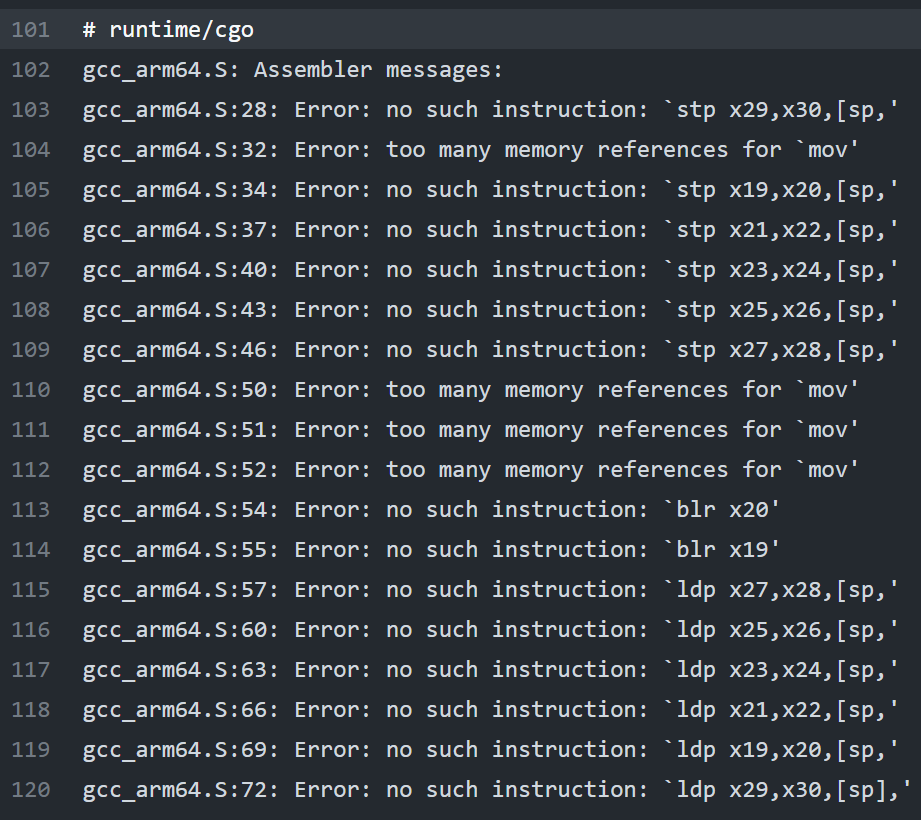 101 # runtime/cgo
102 gcc_arm64.S: Assembler messages:
103 gcc_arm64.S:28: Error: no such instruction: `stp x29,x30,[sp,'
104 gcc_arm64.S:32: Error: too many memory references for `mov'
105 gcc_arm64.S:34: Error: no such instruction: `stp x19,x20,[sp,'
106 gcc_arm64.S:37: Error: no such instruction: `stp x21,x22,[sp,'
107 gcc_arm64.S:40: Error: no such instruction: `stp x23,x24,[sp,'
108 gcc_arm64.S:43: Error: no such instruction: `stp x25,x26,[sp,'
109 gcc_arm64.S:46: Error: no such instruction: `stp x27,x28,[sp,'
110 gcc_arm64.S:50: Error: too many memory references for `mov'
111 gcc_arm64.S:51: Error: too many memory references for `mov'
112 gcc_arm64.S:52: Error: too many memory references for `mov'
113 gcc_arm64.S:54: Error: no such instruction: `blr x20'
114 gcc_arm64.S:55: Error: no such instruction: `blr x19'
115 gcc_arm64.S:57: Error: no such instruction: `ldp x27,x28,[sp,'
116 gcc_arm64.S:60: Error: no such instruction: `ldp x25,x26,[sp,'
117 gcc_arm64.S:63: Error: no such instruction: `ldp x23,x24,[sp,'
118 gcc_arm64.S:66: Error: no such instruction: `ldp x21,x22,[sp,'
119 gcc_arm64.S:69: Error: no such instruction: `ldp x19,x20,[sp,'
120 gcc_arm64.S:72: Error: no such instruction: `ldp x29,x30,[sp],'